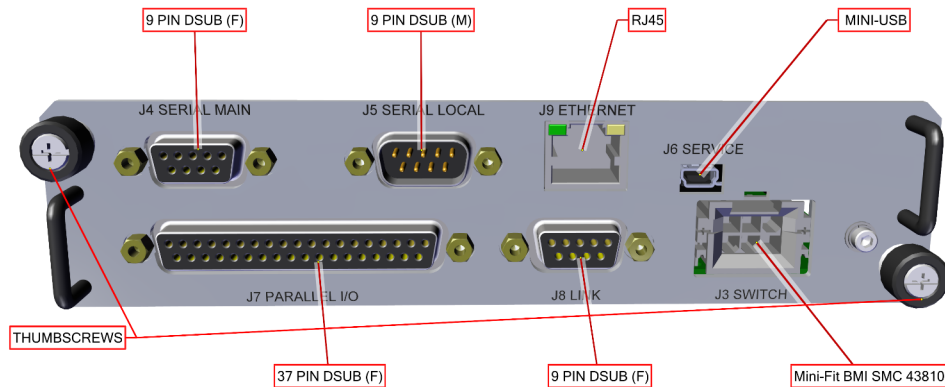 9 PIN DSUB (F)
9 PIN DSUB (M)
RJ45
MINI-USB
J4 SERIAL MAIN
J5 SERIAL LOCAL
J9 ETHERNET
J6 SERVICE
J7 PARALLEL I/O
J8 LINK
J3 SWITCH
THUMBSCREWS
37 PIN DSUB (F)
9 PIN DSUB (F)
Mini-Fit BMI SMC 43810